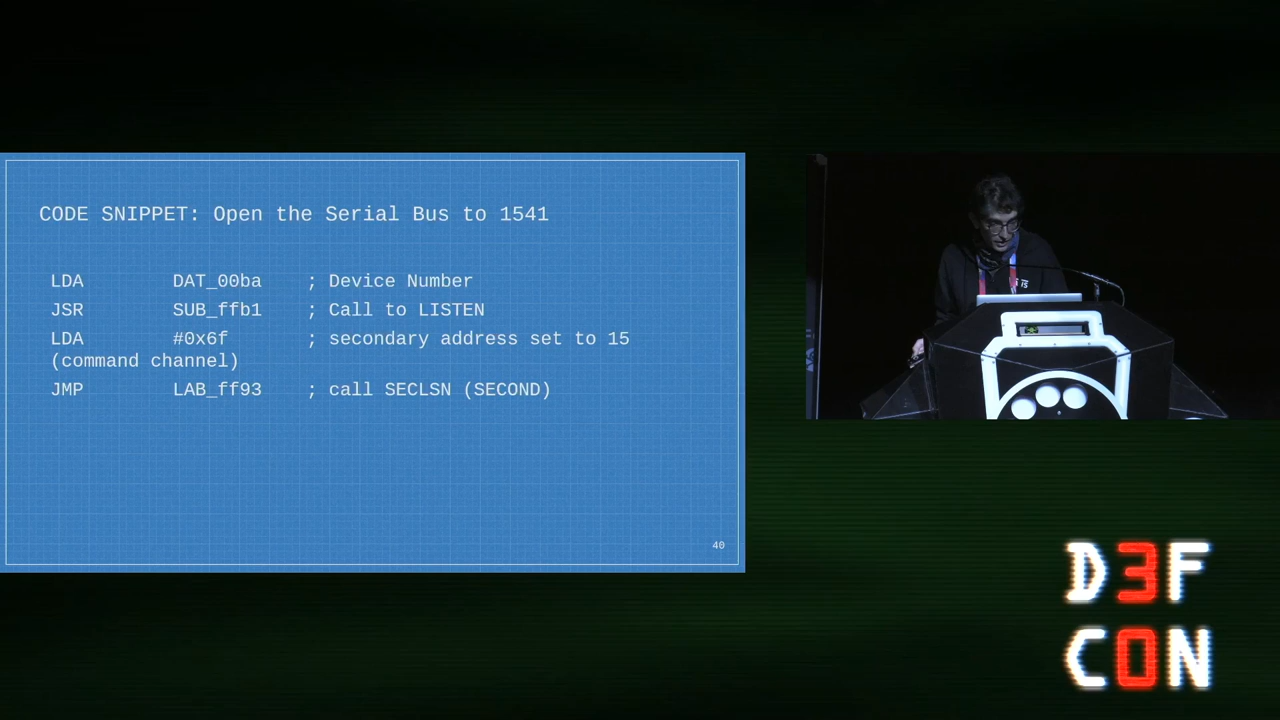 CODE SNIPPET: Open the Serial Bus to 1541
LDA DAT_00ba ; Device Number
JSR SUB_ffb1 ; Call to LISTEN
LDA #0x6f ; secondary address set to 15
(command channel)
JMP LAB_ff93 ; call SECLSN (SECOND)
40
D3F
C0N